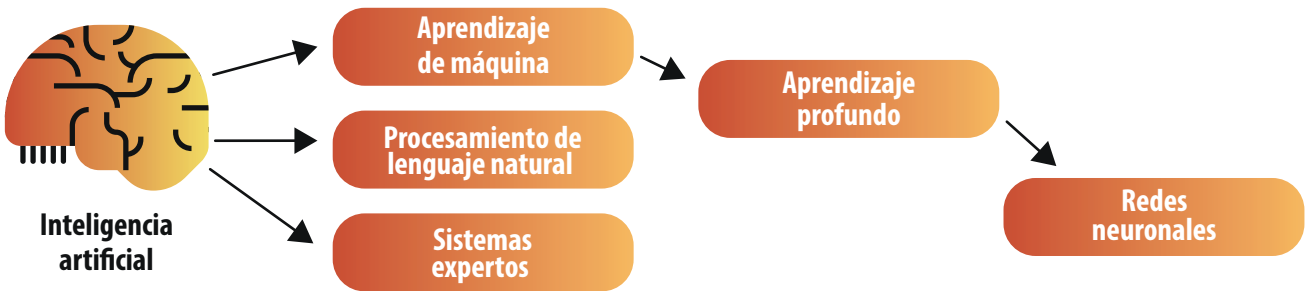 Inteligencia
artificial
Aprendizaje
de máquina
Procesamiento de
lenguaje natural
Sistemas
expertos
Aprendizaje
profundo
Redes
neuronales